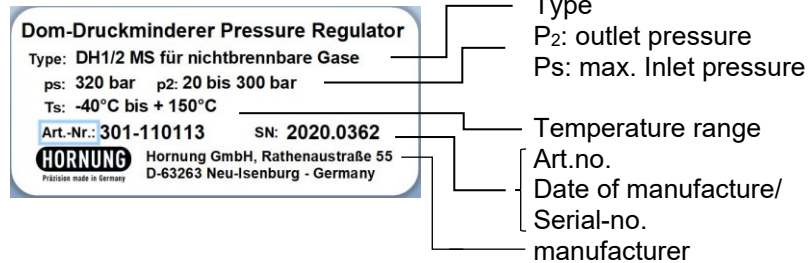 Dom-Druckminderer Pressure Regulator
Type: DH1/2 MS für nichtbrennbare Gase
ps: 320 bar p2: 20 bis 300 bar
Ts: -40°C bis + 150°C
Art.-Nr.: 301-110113 SN: 2020.0362
HORNUNG
Präzision made in Germany
Hornung GmbH, Rathenaustraße 55
D-63263 Neu-Isenburg - Germany
Type
P2: outlet pressure
Ps: max. Inlet pressure
Temperature range
Art.no.
Date of manufacture/
Serial-no.
manufacturer